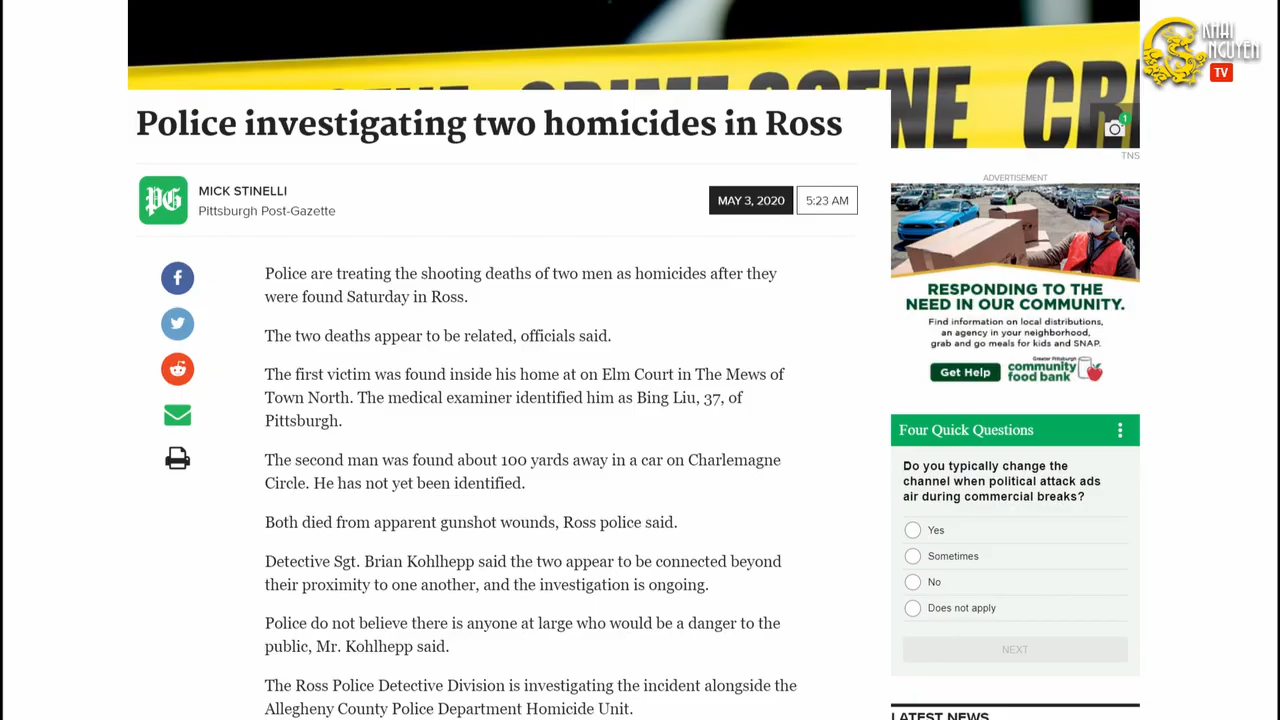 KHAI
NGUYÊN
TV
CRIME SCENE
CR
1
TNS
Police investigating two homicides in Ross
PG
MICK STINELLI
Pittsburgh Post-Gazette
MAY 3, 2020
5:23 AM
Police are treating the shooting deaths of two men as homicides after they
were found Saturday in Ross.
The two deaths appear to be related, officials said.
The first victim was found inside his home at on Elm Court in The Mews of
Town North. The medical examiner identified him as Bing Liu, 37, of
Pittsburgh.
The second man was found about 100 yards away in a car on Charlemagne
Circle. He has not yet been identified.
Both died from apparent gunshot wounds, Ross police said.
Detective Sgt. Brian Kohlhepp said the two appear to be connected beyond
their proximity to one another, and the investigation is ongoing.
Police do not believe there is anyone at large who would be a danger to the
public, Mr. Kohlhepp said.
The Ross Police Detective Division is investigating the incident alongside the
Allegheny County Police Department Homicide Unit.
ADVERTISEMENT
RESPONDING TO THE
NEED IN OUR COMMUNITY.
Find information on local distributions,
an agency in your neighborhood,
grab and go meals for kids and SNAP.
Get Help
Greater Pittsburgh
community
food bank
Four Quick Questions
Do you typically change the
channel when political attack ads
air during commercial breaks?
Yes
Sometimes
No
Does not apply
NEXT
LATEST NEWS